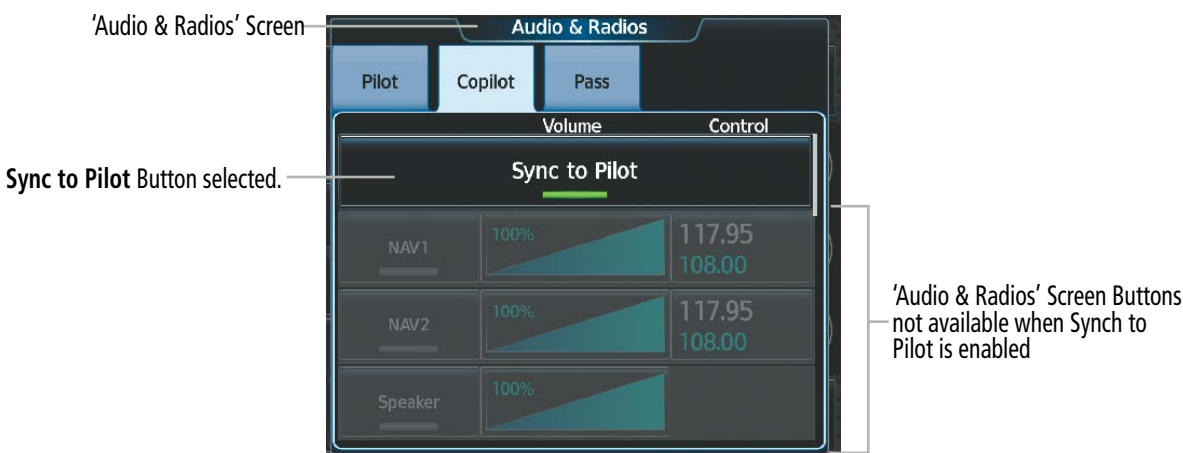 'Audio & Radios' Screen
Audio & Radios
Pilot
Copilot
Pass
Volume
Control
Sync to Pilot Button selected.
Sync to Pilot
NAV1
100%
117.95
108.00
NAV2
100%
117.95
108.00
Speaker
100%
'Audio & Radios' Screen Buttons
not available when Synch to
Pilot is enabled